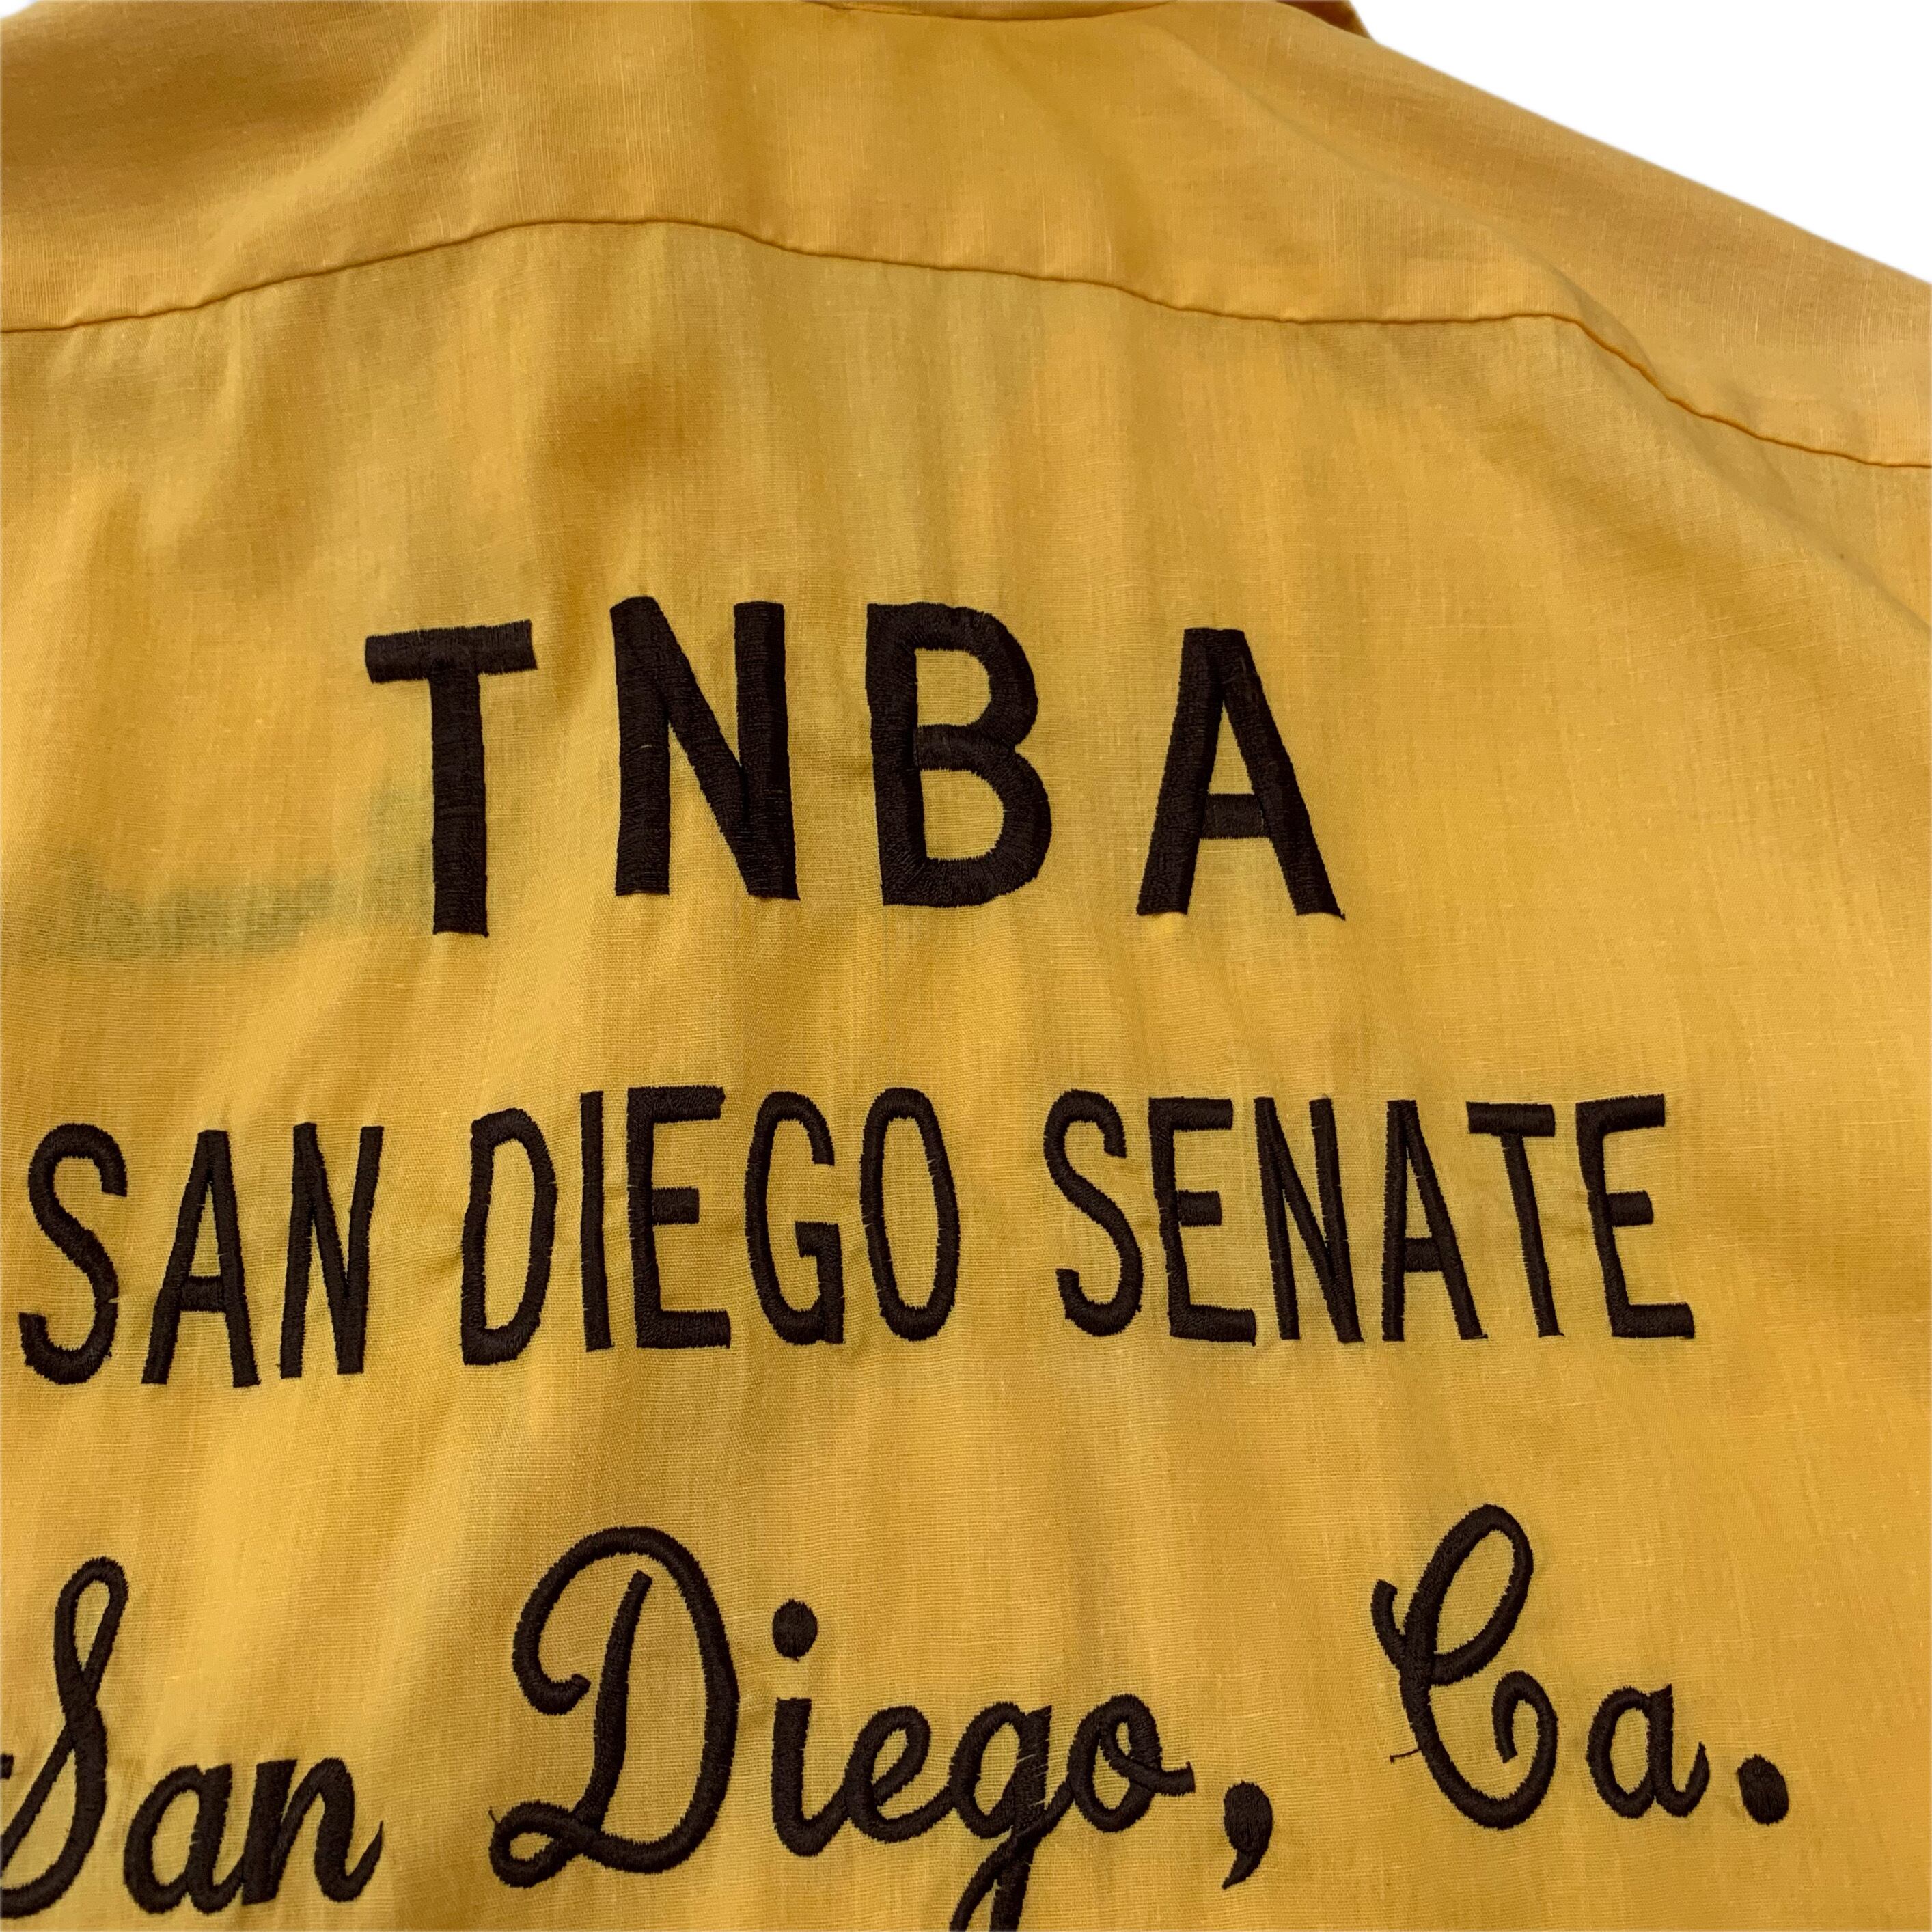 TNBA
SAN DIEGO SENATE
San Diego, Ca.